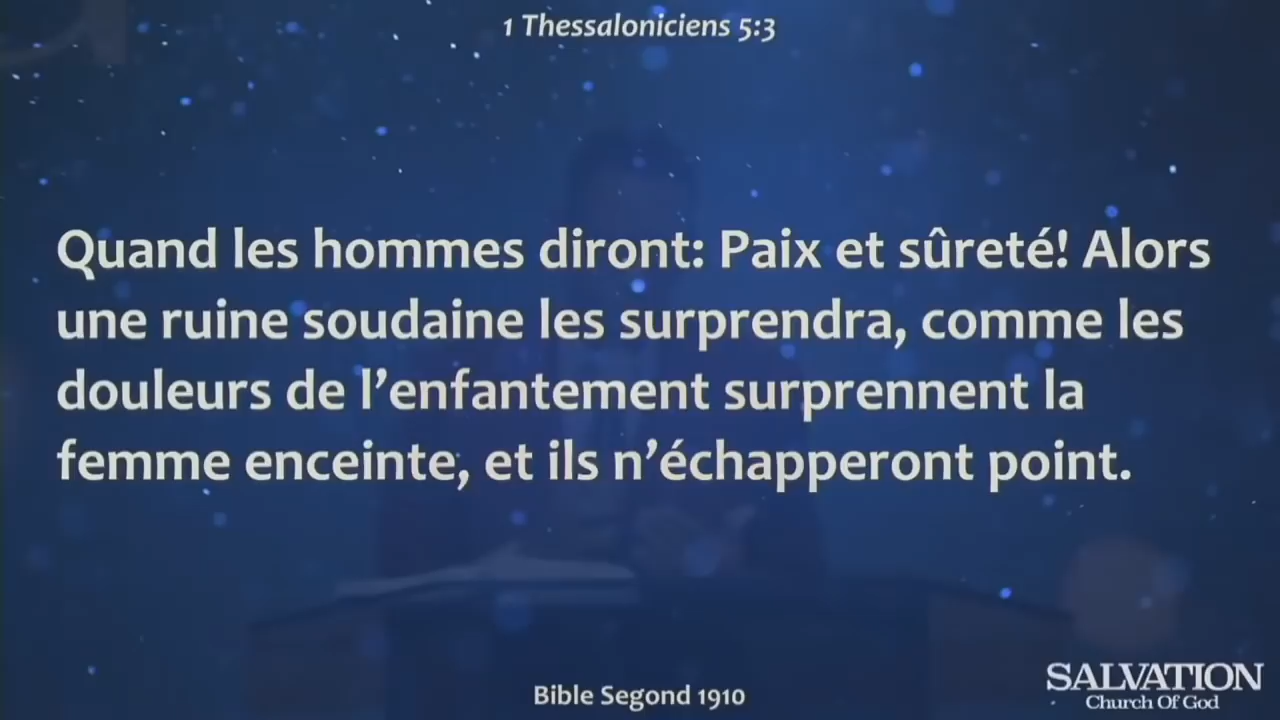 1 Thessaloniciens 5:3
Quand les hommes diront: Paix et sûreté! Alors
une ruine soudaine les surprendra, comme les
douleurs de l’enfantement surprennent la
femme enceinte, et ils n’échapperont point.
Bible Segond 1910
SALVATION
Church Of God